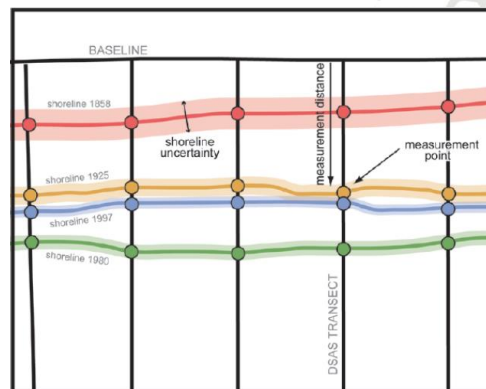 BASELINE
shoreline 1858
shoreline
uncertainty
measurement distance
measurement
point
shoreline 1925
shoreline 1997
shoreline 1980
DSAS TRANSECT